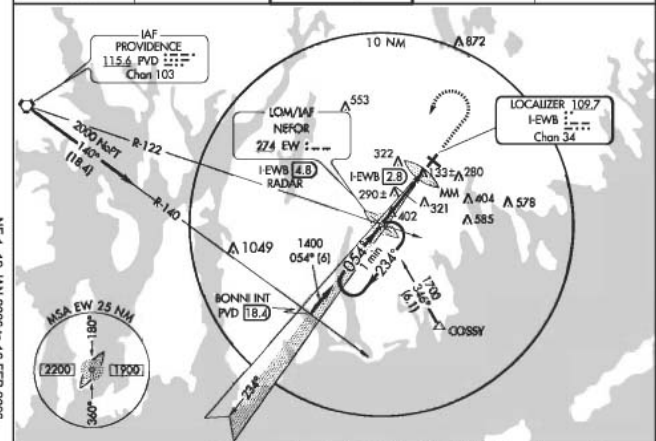 IAF
PROVIDENCE
115.6 PVD
Chan 103
10 NM
872
553
LOM/IAF
NEFOR
274 EW
LOCALIZER 109.7
I-EWB
Chan 34
2000 NoPT
140°
(18.4)
R-122
R-140
I-EWB 4.8
RADAR
I-EWB 2.8
322
133±
280
MM
290±
321
404
578
585
402
1049
1400
054° (6)
054°
1 min
234°
BONNI INT
PVD 18.4
1700
346°
(6.1)
COSSY
234°
MSA EW 25 NM
180°
2200
1900
360°